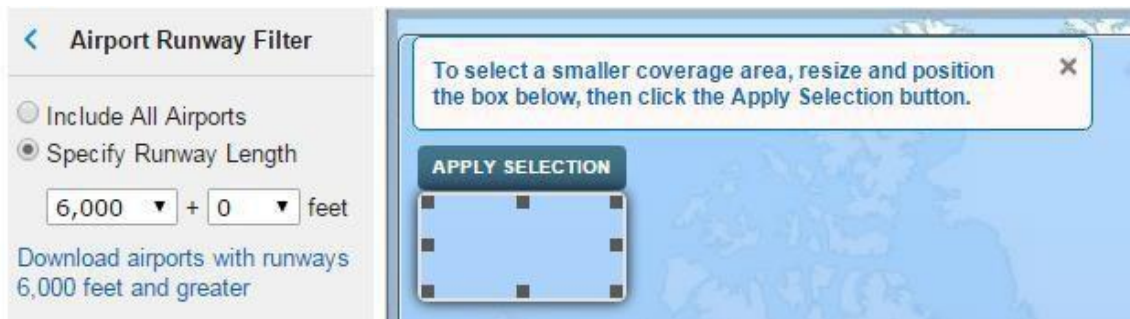 Airport Runway Filter
Include All Airports
Specify Runway Length
6,000 + 0 feet
Download airports with runways
6,000 feet and greater
To select a smaller coverage area, resize and position
the box below, then click the Apply Selection button.
APPLY SELECTION